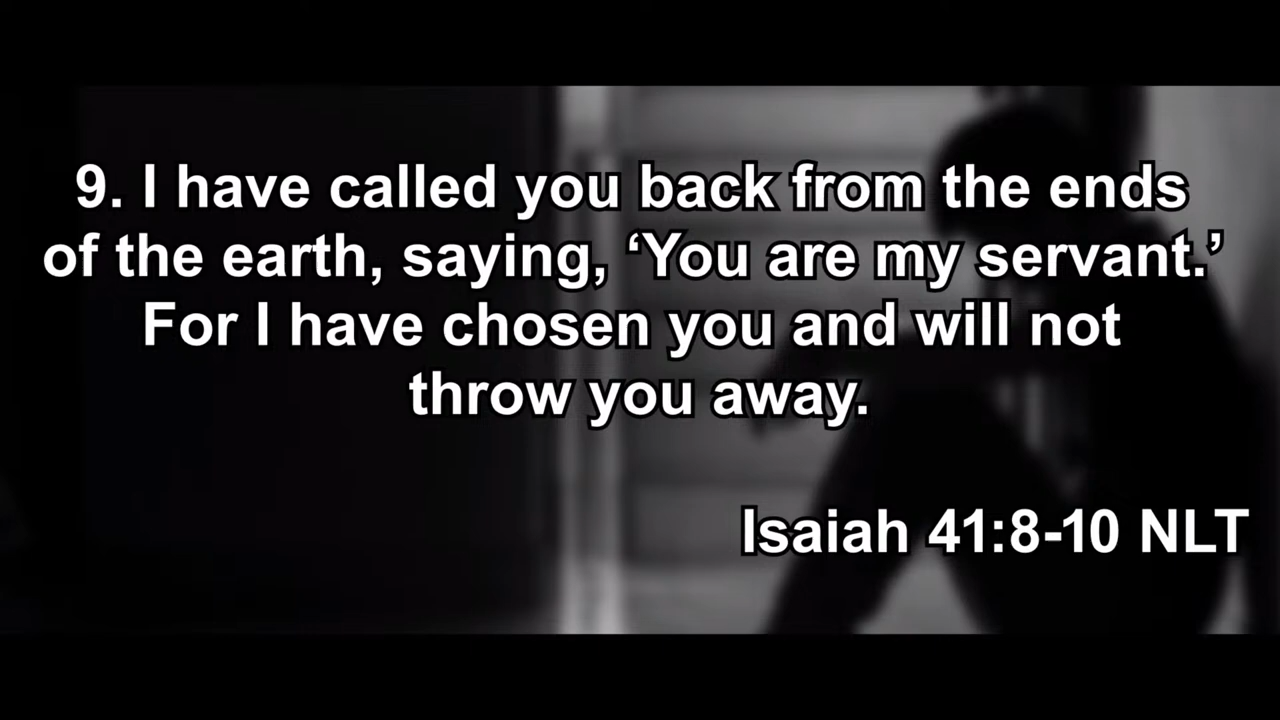 9. I have called you back from the ends
of the earth, saying, ‘You are my servant.’
For I have chosen you and will not
throw you away.
Isaiah 41:8-10 NLT